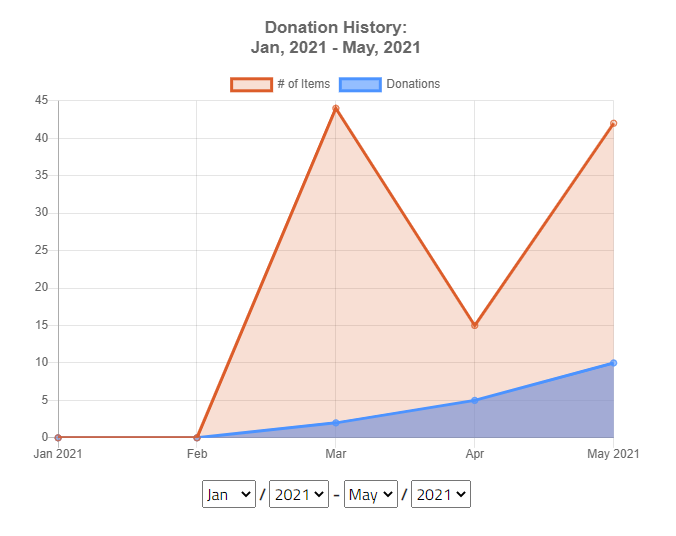 Donation History:
Jan, 2021 - May, 2021
# of Items Donations
45
40
35
30
25
20
15
10
5
0
Jan 2021 Feb Mar Apr May 2021
Jan / 2021 - May / 2021